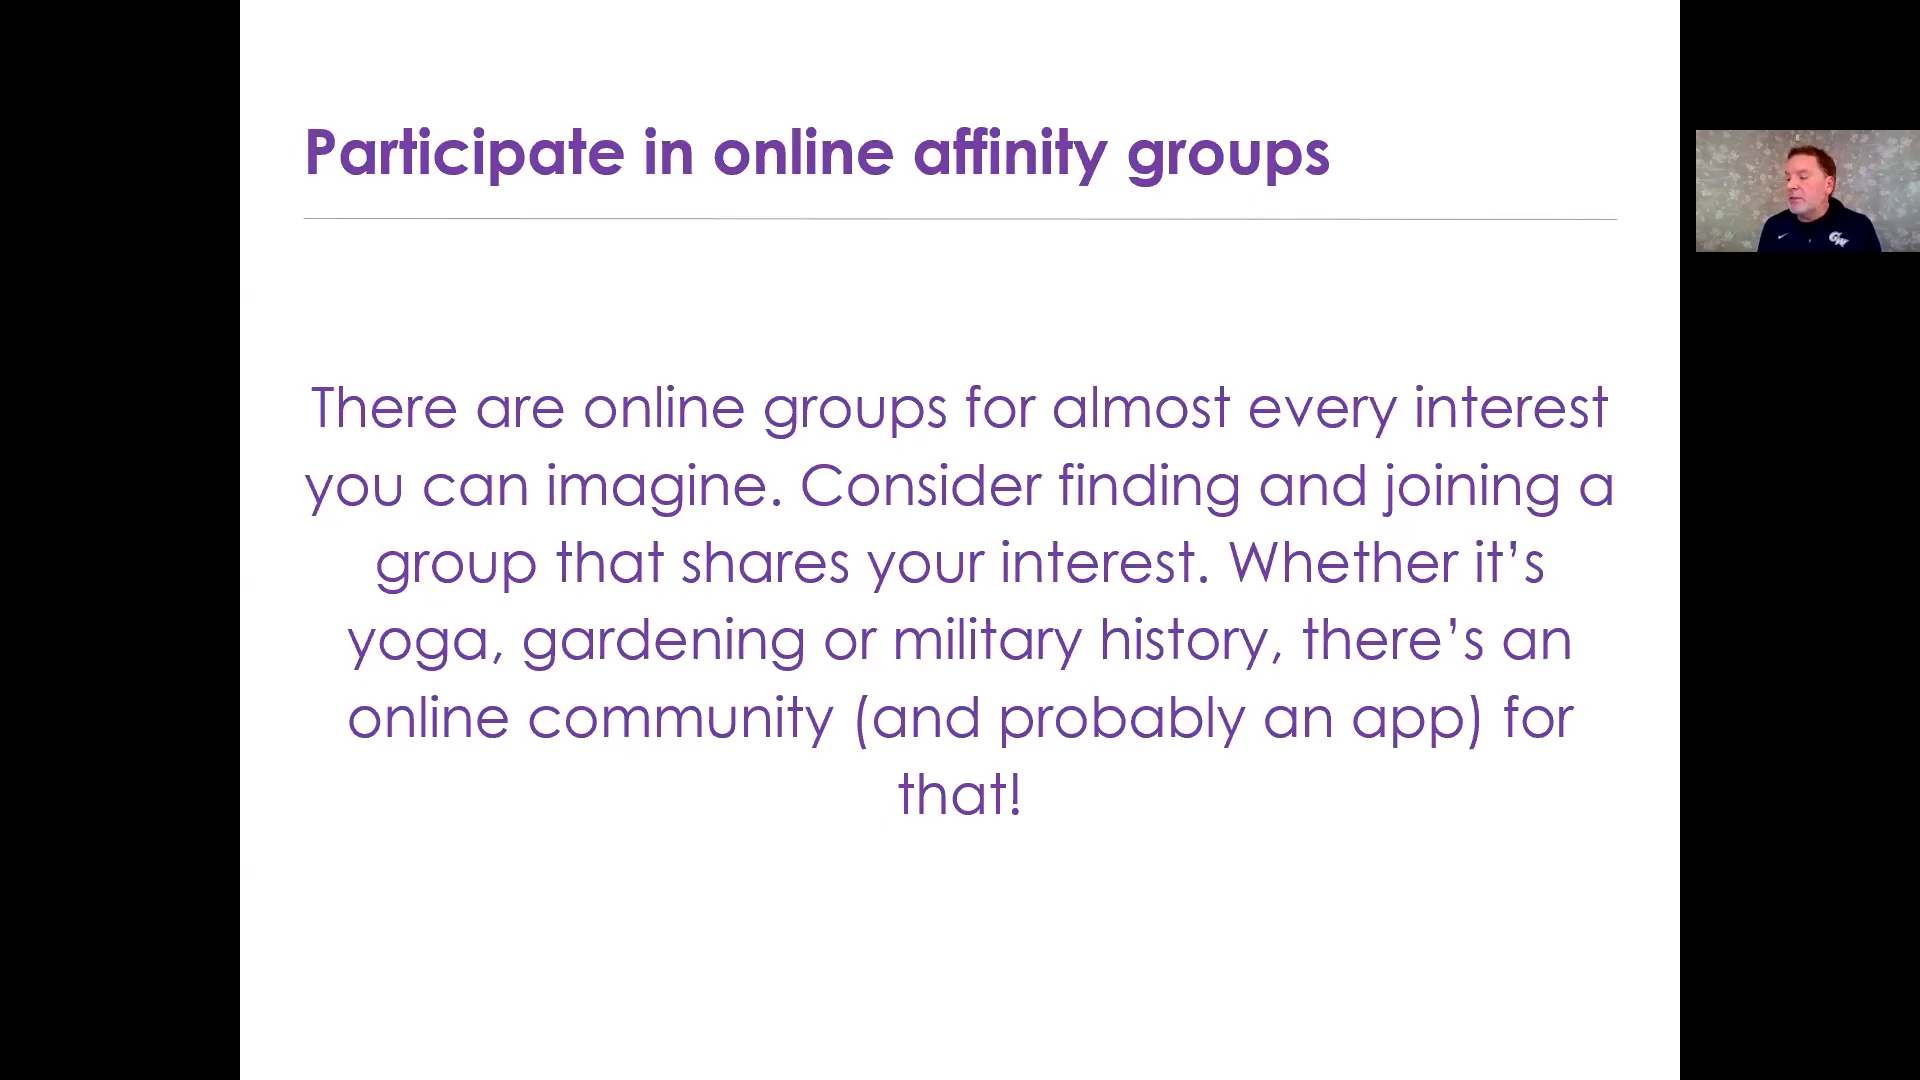 Participate in online affinity groups
There are online groups for almost every interest
you can imagine. Consider finding and joining a
group that shares your interest. Whether it’s
yoga, gardening or military history, there’s an
online community (and probably an app) for
that!
GW